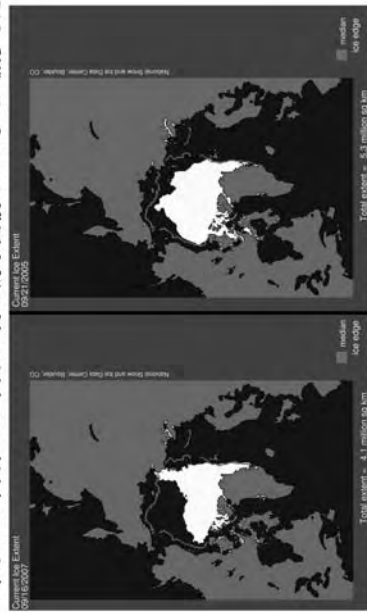 Current Ice Extent
09/16/2007
National Snow and Ice Data Center, Boulder, CO
median
ice edge
Total extent = 4.1 million sq km
Current Ice Extent
09/21/2005
National Snow and Ice Data Center, Boulder, CO
median
ice edge
Total extent = 5.3 million sq km